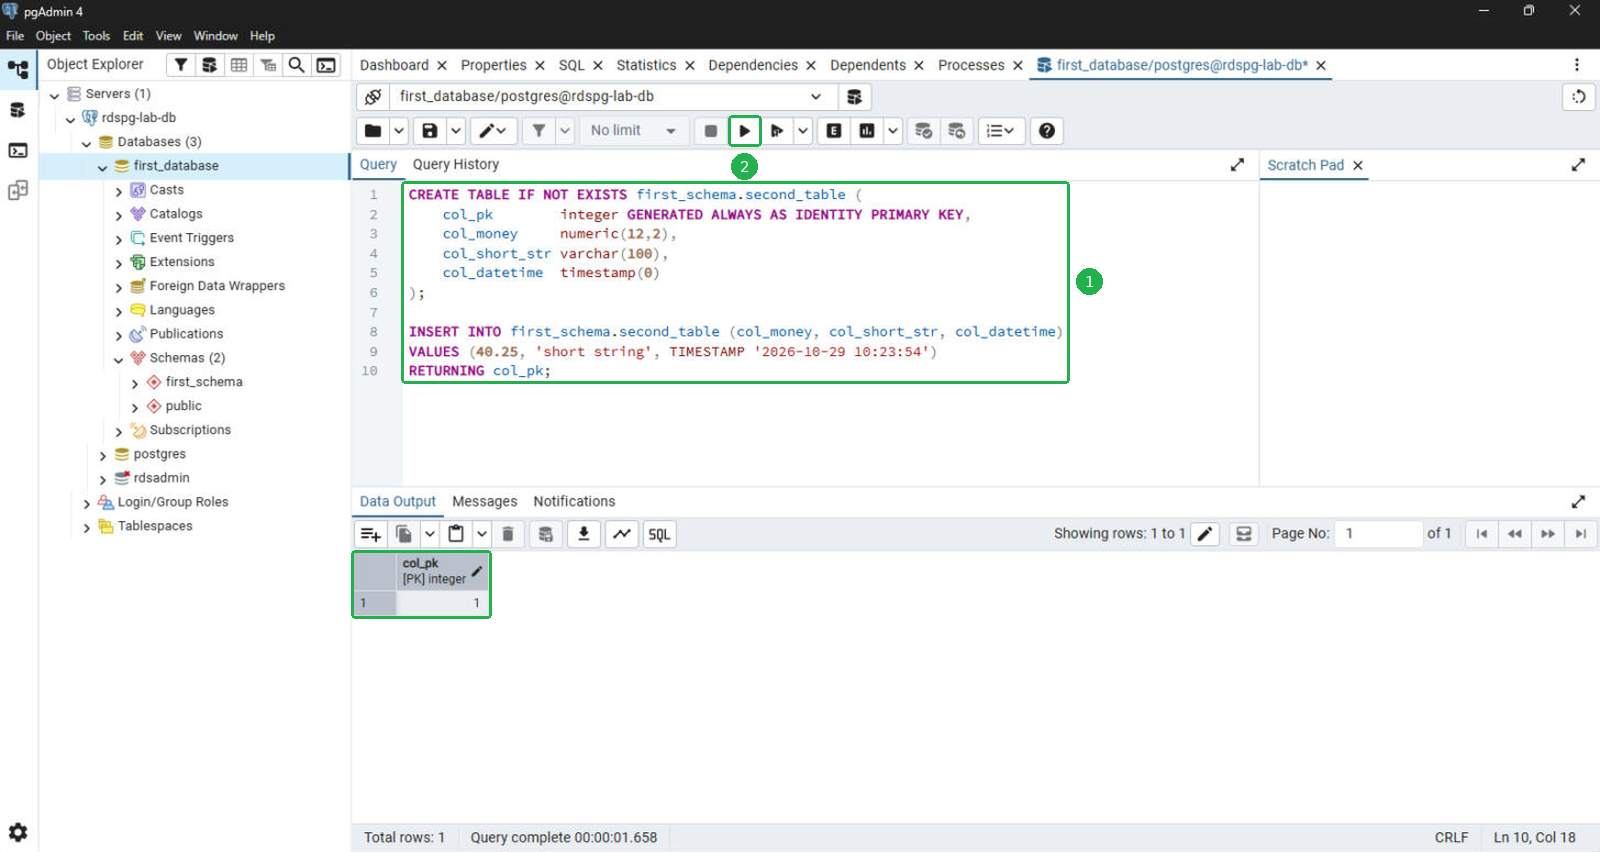 pgAdmin 4
File Object Tools Edit View Window Help
Object Explorer
Dashboard Properties SQL Statistics Dependencies Dependents Processes first_database/postgres@rdspg-lab-db*
Servers (1)
rdspg-lab-db
Databases (3)
first_database
Casts
Catalogs
Event Triggers
Extensions
Foreign Data Wrappers
Languages
Publications
Schemas (2)
first_schema
public
Subscriptions
postgres
rdsadmin
Login/Group Roles
Tablespaces
first_database/postgres@rdspg-lab-db
No limit E
Query Query History
2
Scratch Pad
1 CREATE TABLE IF NOT EXISTS first_schema.second_table (
2 col_pk integer GENERATED ALWAYS AS IDENTITY PRIMARY KEY,
3 col_money numeric(12,2),
4 col_short_str varchar(100),
5 col_datetime timestamp(0)
6 );
7
8 INSERT INTO first_schema.second_table (col_money, col_short_str, col_datetime)
9 VALUES (40.25, 'short string', TIMESTAMP '2026-10-29 10:23:54')
10 RETURNING col_pk;
1
Data Output Messages Notifications
SQL Showing rows: 1 to 1 Page No: 1 of 1
col_pk
[PK] integer
1 1
Total rows: 1 Query complete 00:00:01.658 CRLF Ln 10, Col 18